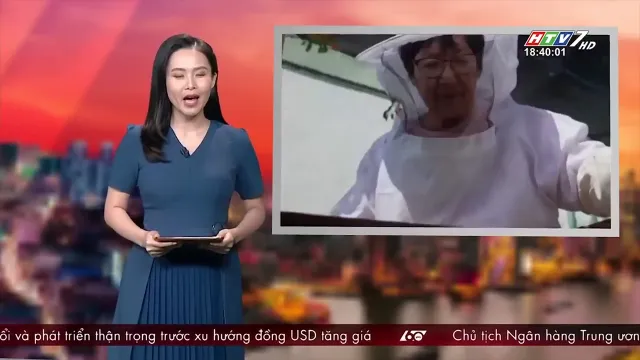 HTV7 HD
18:40:01
ổi và phát triển thận trọng trước xu hướng đồng USD tăng giá 60 Chủ tịch Ngân hàng Trung ươn